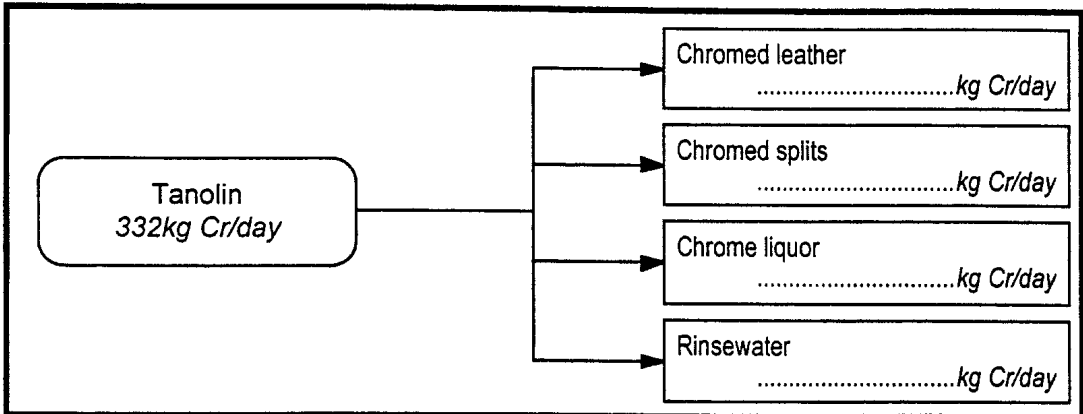 Tanolin
332kg Cr/day
Chromed leather
...............................kg Cr/day
Chromed splits
...............................kg Cr/day
Chrome liquor
...............................kg Cr/day
Rinsewater
...............................kg Cr/day